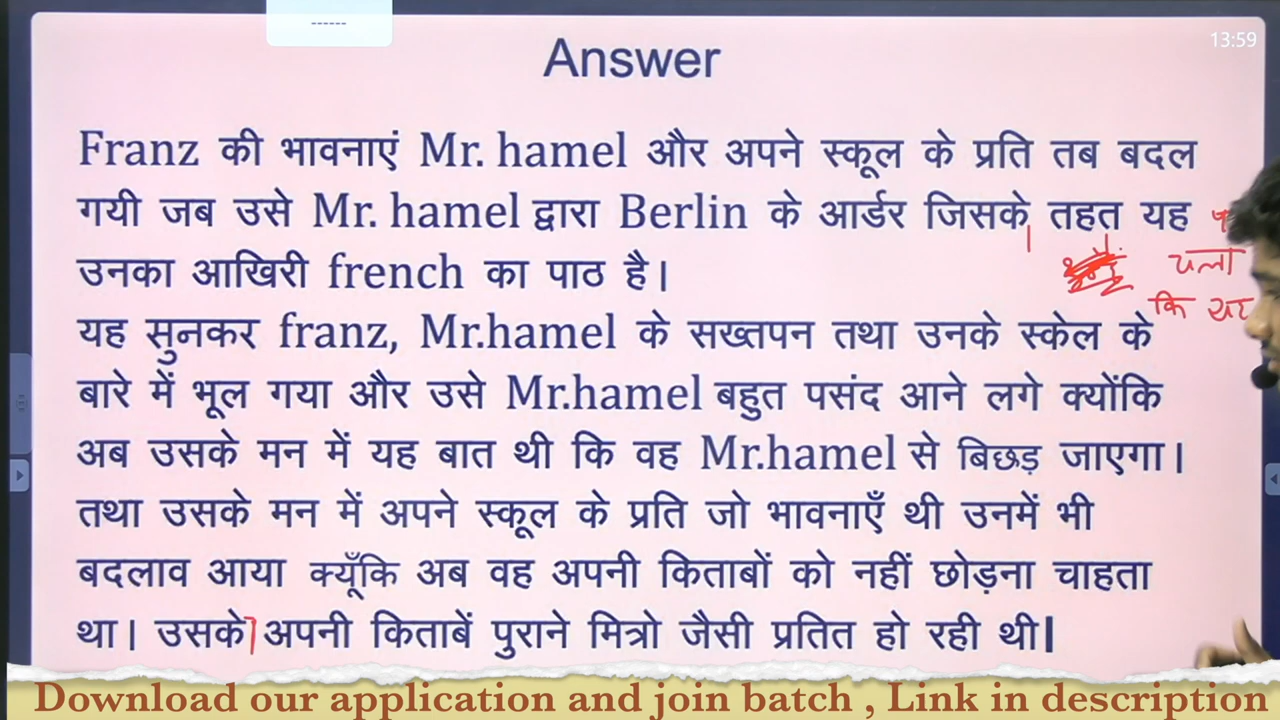 ------
13:59
Answer
Franz की भावनाएं Mr. hamel और अपने स्कूल के प्रति तब बदल
गयी जब उसे Mr. hamel द्वारा Berlin के आर्डर जिसके तहत यह
चला
उनका आखिरी french का पाठ है।
कि यह
यह सुनकर franz, Mr.hamel के सख्तपन तथा उनके स्केल के
बारे में भूल गया और उसे Mr.hamel बहुत पसंद आने लगे क्योंकि
अब उसके मन में यह बात थी कि वह Mr.hamel से बिछड़ जाएगा।
तथा उसके मन में अपने स्कूल के प्रति जो भावनाएँ थी उनमें भी
बदलाव आया क्यूँकि अब वह अपनी किताबों को नहीं छोड़ना चाहता
था। उसके अपनी किताबें पुराने मित्रो जैसी प्रतित हो रही थी।
Download our application and join batch , Link in description